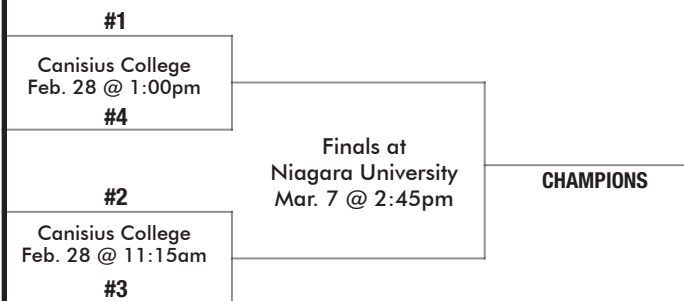 #1
Canisius College
Feb. 28 @ 1:00pm
#4
Finals at
Niagara University
Mar. 7 @ 2:45pm
CHAMPIONS
#2
Canisius College
Feb. 28 @ 11:15am
#3